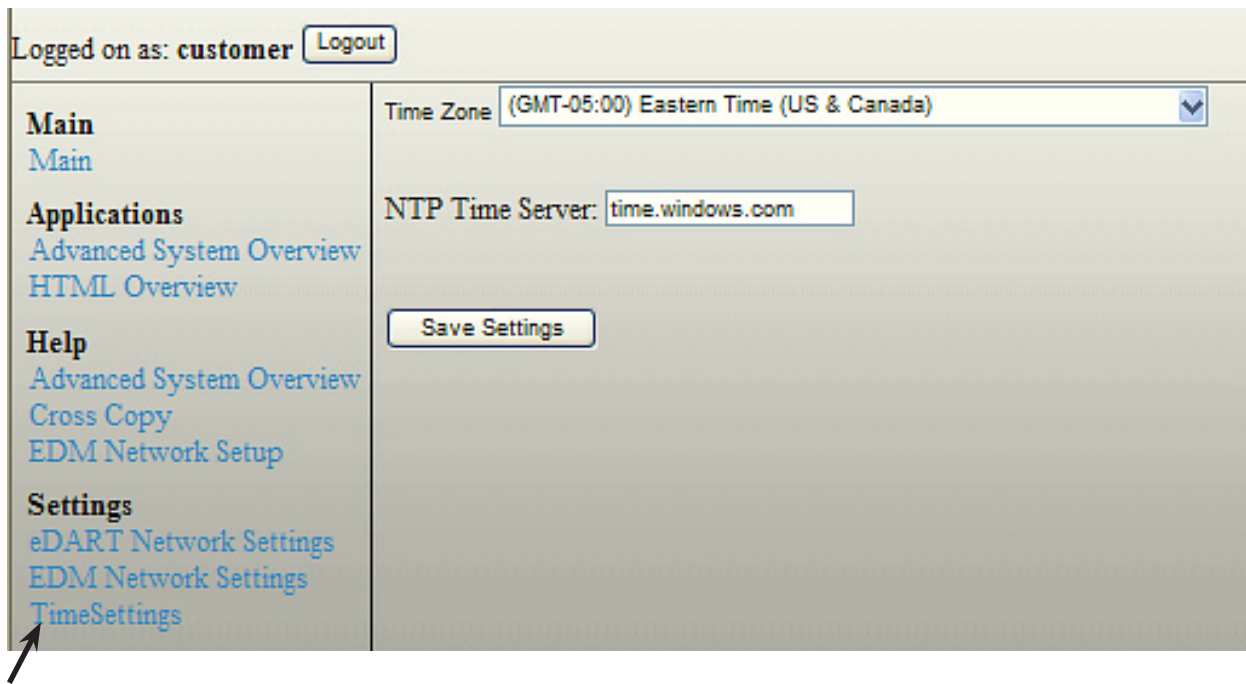 Logged on as: customer Logout
Main
Main
Applications
Advanced System Overview
HTML Overview
Help
Advanced System Overview
Cross Copy
EDM Network Setup
Settings
eDART Network Settings
EDM Network Settings
TimeSettings
Time Zone (GMT-05:00) Eastern Time (US & Canada)
NTP Time Server: time.windows.com
Save Settings